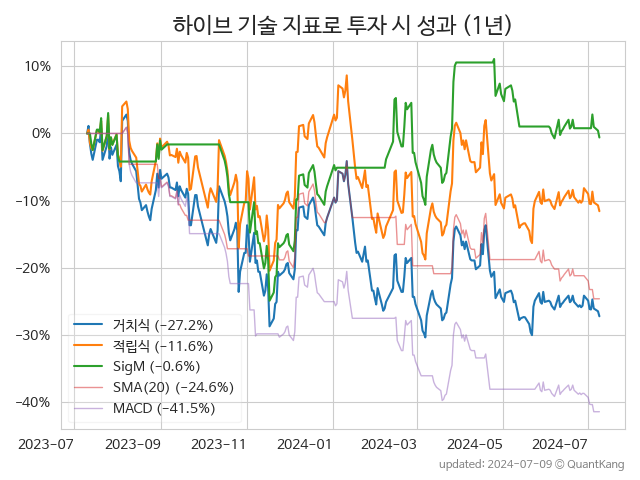 하이브 기술 지표로 투자 시 성과 (1년)
10%
0%
−10%
−20%
−30%
−40%
거치식 (−27.2%)
적립식 (−11.6%)
SigM (−0.6%)
SMA(20) (−24.6%)
MACD (−41.5%)
2023-07 2023-09 2023-11 2024-01 2024-03 2024-05 2024-07
updated: 2024-07-09 © QuantKang